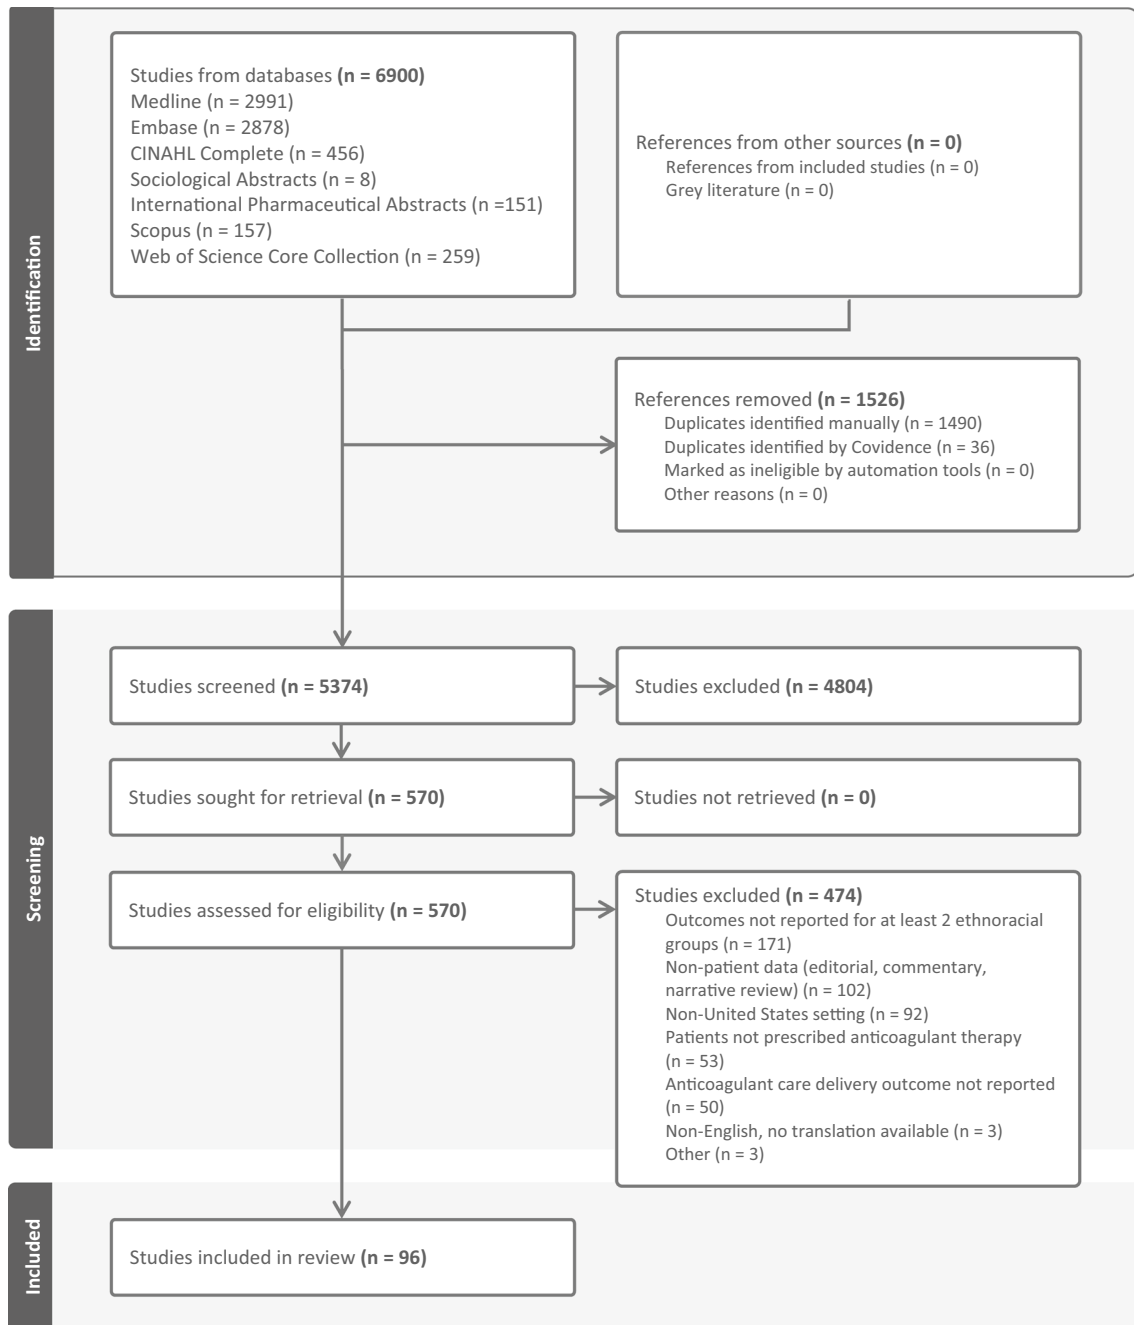 Identification
Studies from databases (n = 6900)
Medline (n = 2991)
Embase (n = 2878)
CINAHL Complete (n = 456)
Sociological Abstracts (n = 8)
International Pharmaceutical Abstracts (n =151)
Scopus (n = 157)
Web of Science Core Collection (n = 259)
References from other sources (n = 0)
References from included studies (n = 0)
Grey literature (n = 0)
References removed (n = 1526)
Duplicates identified manually (n = 1490)
Duplicates identified by Covidence (n = 36)
Marked as ineligible by automation tools (n = 0)
Other reasons (n = 0)
Screening
Studies screened (n = 5374)
Studies excluded (n = 4804)
Studies sought for retrieval (n = 570)
Studies not retrieved (n = 0)
Studies assessed for eligibility (n = 570)
Studies excluded (n = 474)
Outcomes not reported for at least 2 ethnoracial
groups (n = 171)
Non-patient data (editorial, commentary,
narrative review) (n = 102)
Non-United States setting (n = 92)
Patients not prescribed anticoagulant therapy
(n = 53)
Anticoagulant care delivery outcome not reported
(n = 50)
Non-English, no translation available (n = 3)
Other (n = 3)
Included
Studies included in review (n = 96)